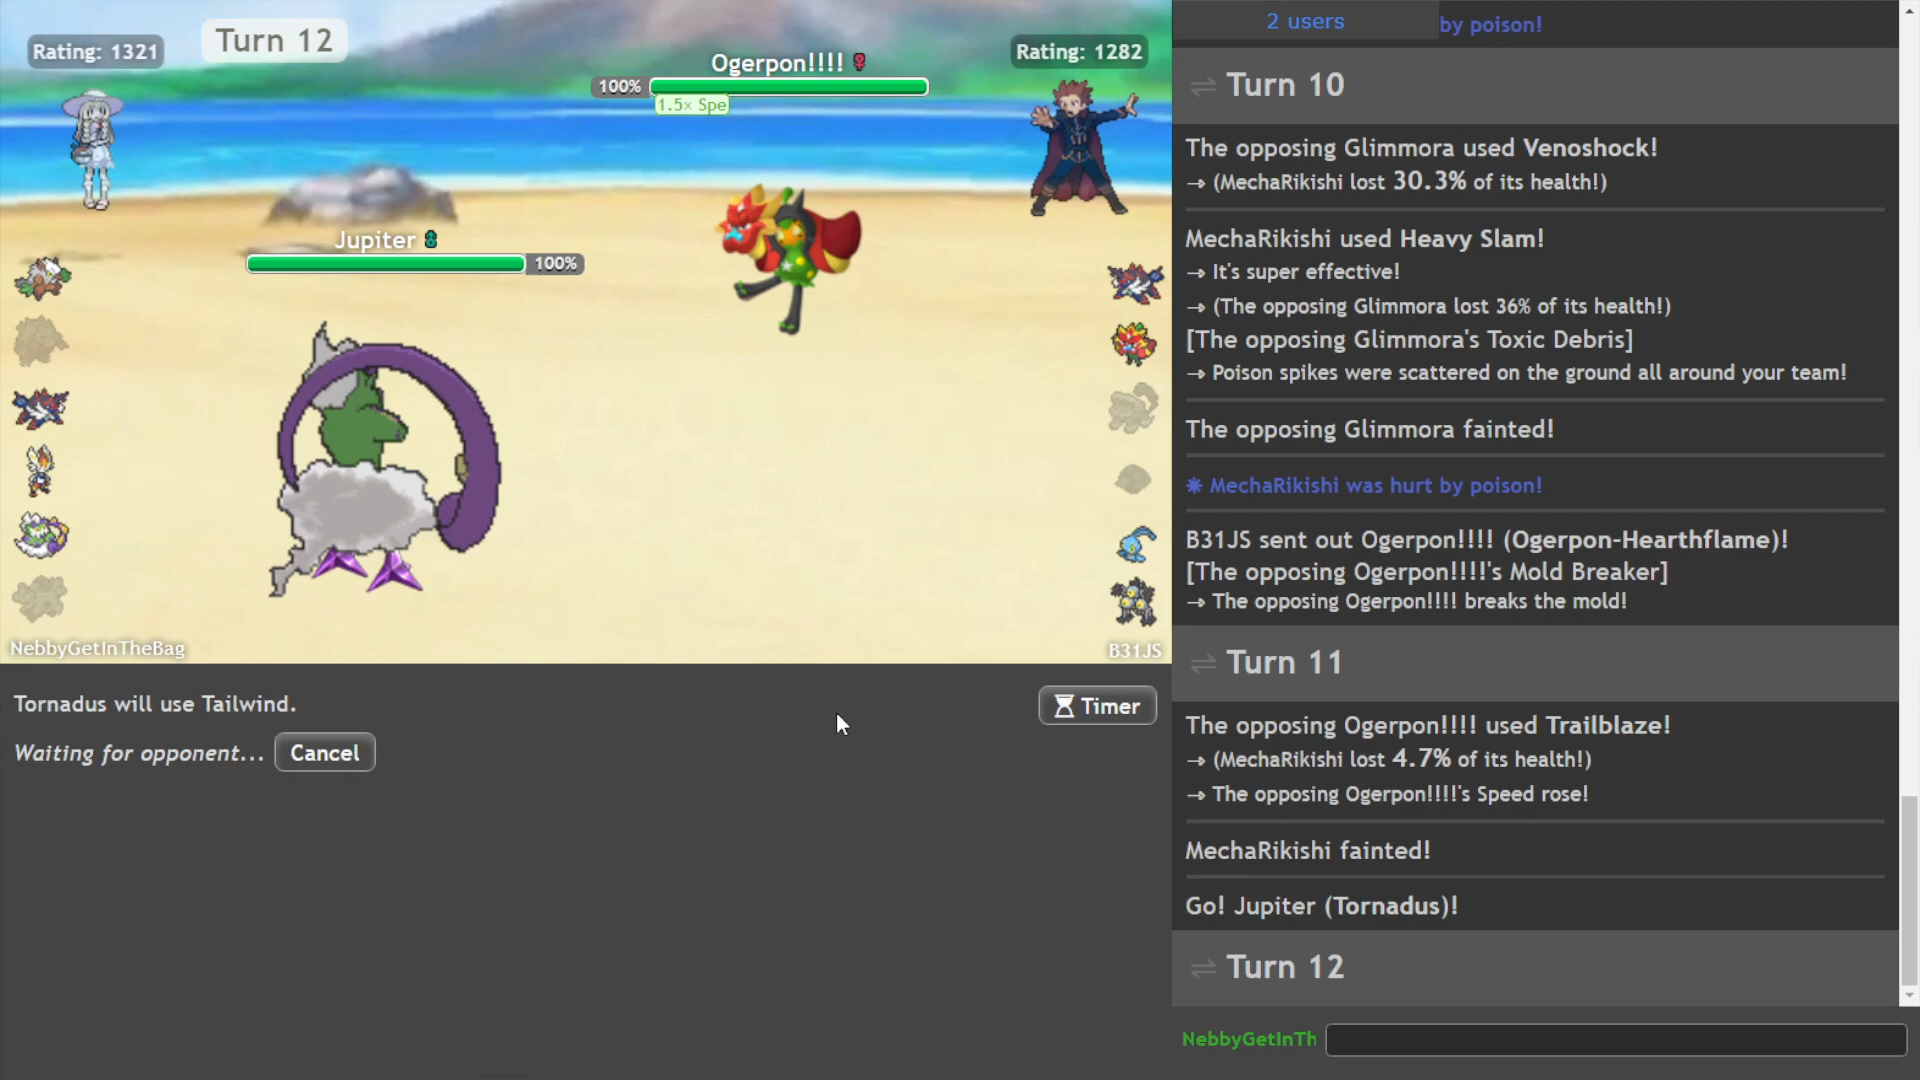 Rating: 1321
Turn 12
Ogerpon!!!!
100%
1.5× Spe
Rating: 1282
Jupiter
100%
NebbyGetInTheBag
B31JS
Tornadus will use Tailwind.
Waiting for opponent...
Cancel
Timer
2 users
by poison!
Turn 10
The opposing Glimmora used Venoshock!
→ (MechaRikishi lost 30.3% of its health!)
MechaRikishi used Heavy Slam!
→ It's super effective!
→ (The opposing Glimmora lost 36% of its health!)
[The opposing Glimmora's Toxic Debris]
→ Poison spikes were scattered on the ground all around your team!
The opposing Glimmora fainted!
MechaRikishi was hurt by poison!
B31JS sent out Ogerpon!!!! (Ogerpon-Hearthflame)!
[The opposing Ogerpon!!!!'s Mold Breaker]
→ The opposing Ogerpon!!!! breaks the mold!
Turn 11
The opposing Ogerpon!!!! used Trailblaze!
→ (MechaRikishi lost 4.7% of its health!)
→ The opposing Ogerpon!!!!'s Speed rose!
MechaRikishi fainted!
Go! Jupiter (Tornadus)!
Turn 12
NebbyGetInTh